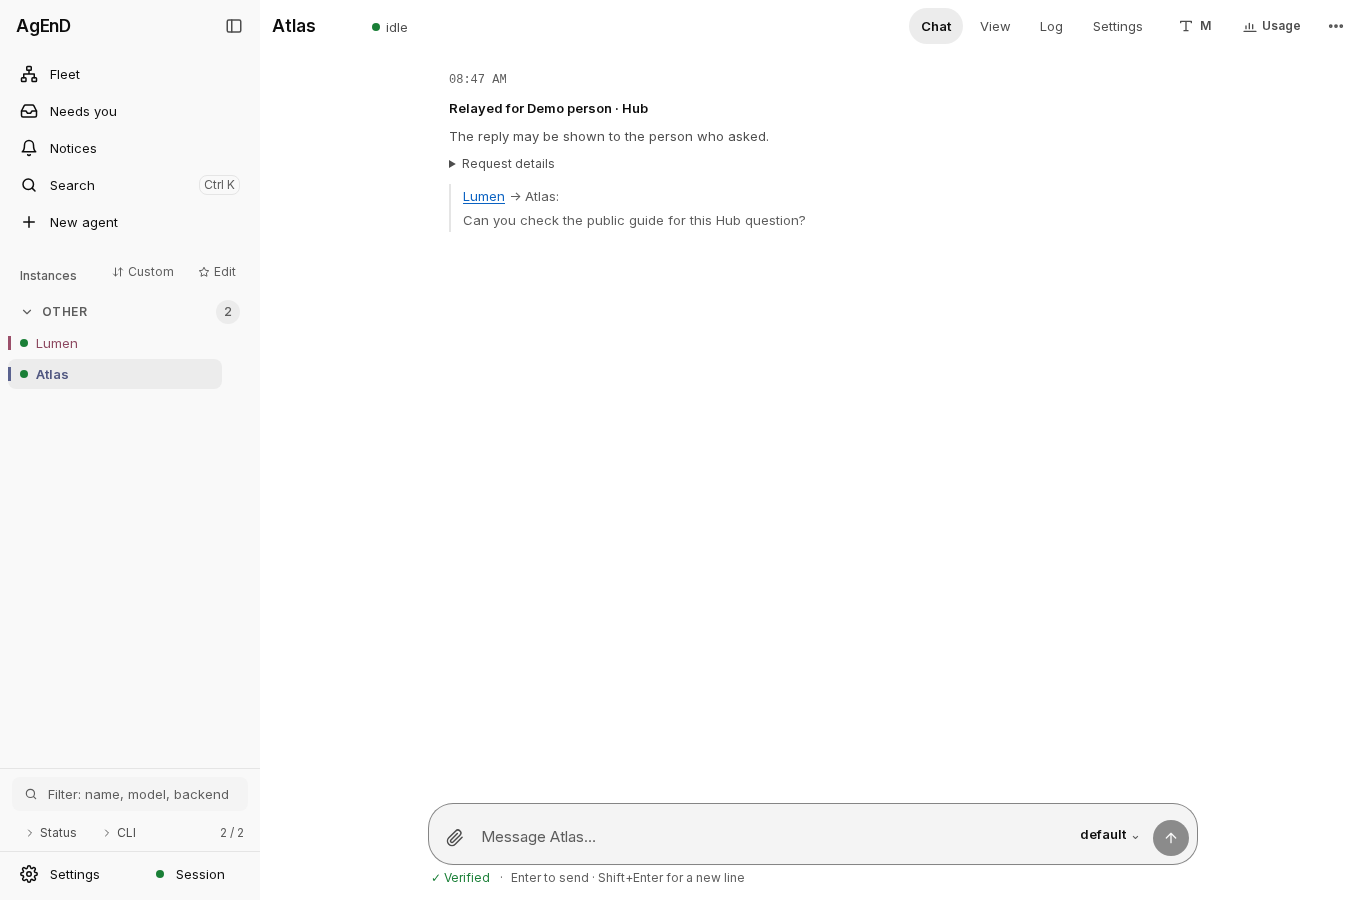 AgEnD
Fleet
Needs you
Notices
Search
Ctrl K
New agent
Instances
Custom
Edit
OTHER
2
Lumen
Atlas
Filter: name, model, backend
Status
CLI
2 / 2
Settings
Session
Atlas
idle
Chat
View
Log
Settings
M
Usage
08:47 AM
Relayed for Demo person · Hub
The reply may be shown to the person who asked.
Request details
Lumen → Atlas:
Can you check the public guide for this Hub question?
Message Atlas...
default
✓ Verified · Enter to send · Shift+Enter for a new line